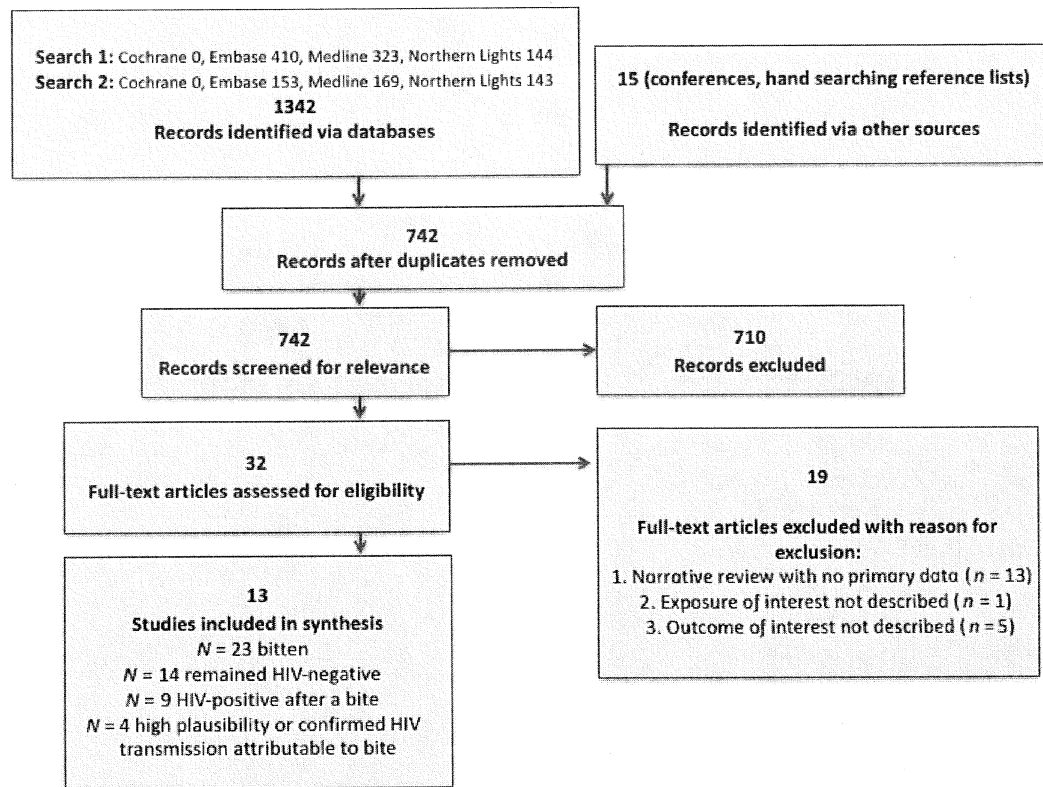 Search 1: Cochrane 0, Embase 410, Medline 323, Northern Lights 144
Search 2: Cochrane 0, Embase 153, Medline 169, Northern Lights 143
1342
Records identified via databases
15 (conferences, hand searching reference lists)
Records identified via other sources
742
Records after duplicates removed
742
Records screened for relevance
710
Records excluded
32
Full-text articles assessed for eligibility
19
Full-text articles excluded with reason for
exclusion:
1. Narrative review with no primary data (n = 13)
2. Exposure of interest not described (n = 1)
3. Outcome of interest not described (n = 5)
13
Studies included in synthesis
N = 23 bitten
N = 14 remained HIV-negative
N = 9 HIV-positive after a bite
N = 4 high plausibility or confirmed HIV
transmission attributable to bite